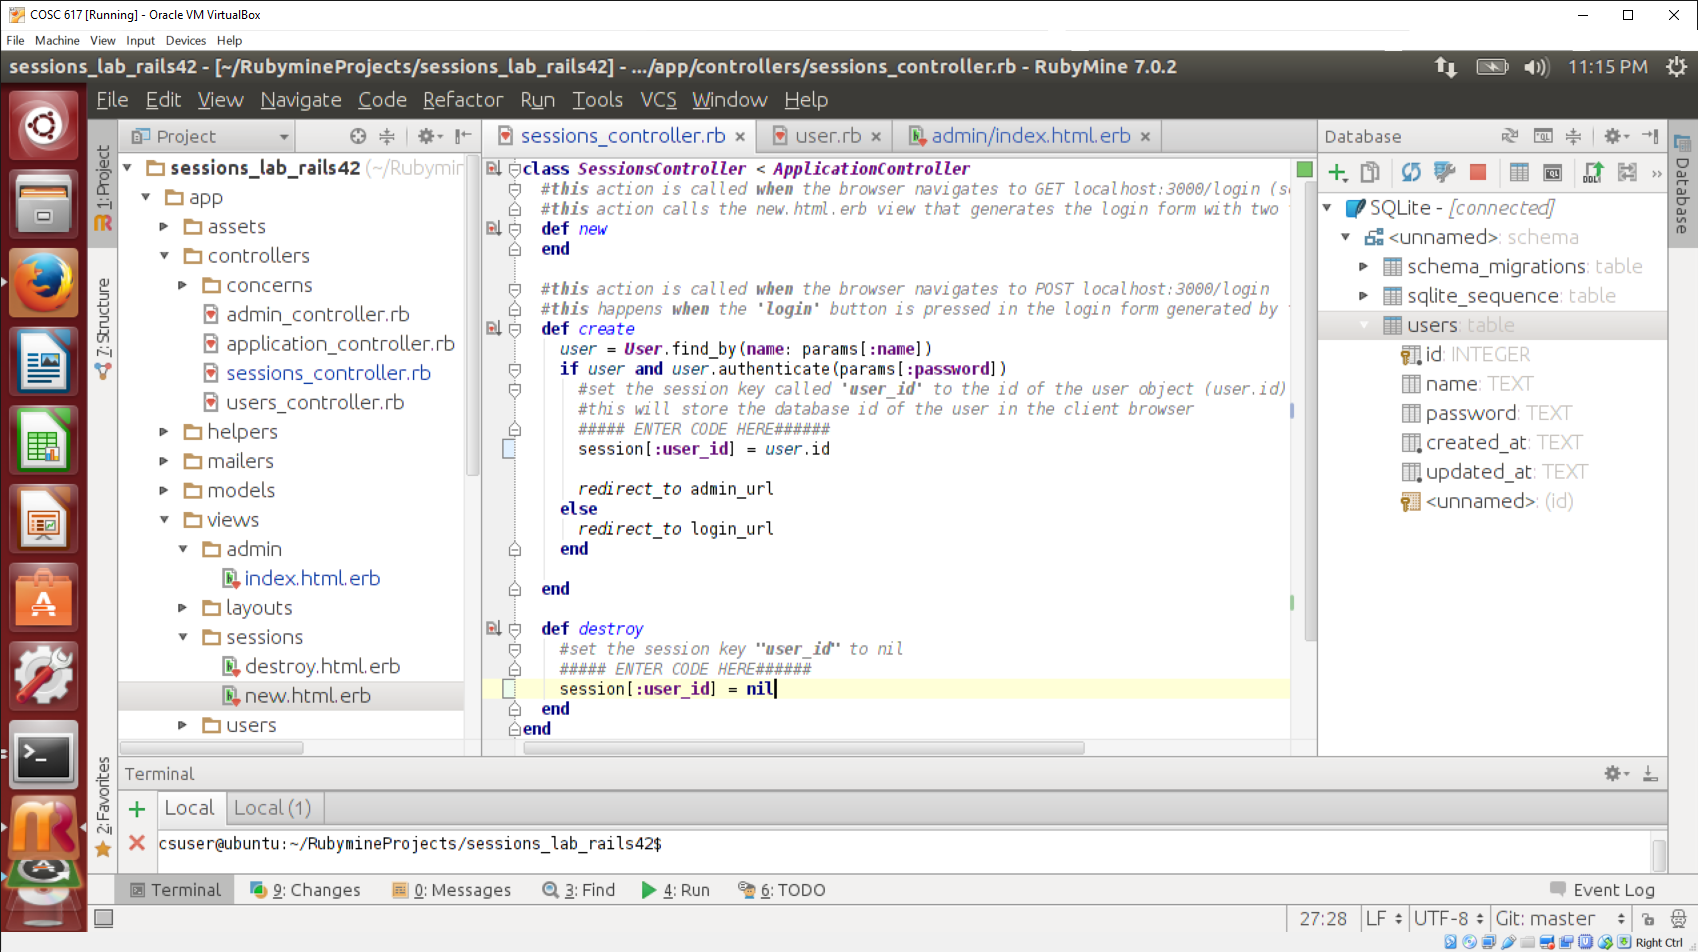 COSC 617 [Running] - Oracle VM VirtualBox
File Machine View Input Devices Help
sessions_lab_rails42 - [~/RubymineProjects/sessions_lab_rails42] - .../app/controllers/sessions_controller.rb - RubyMine 7.0.2
11:15 PM
File Edit View Navigate Code Refactor Run Tools VCS Window Help
Project
sessions_controller.rb
user.rb
admin/index.html.erb
Database
1:Project
7:Structure
2:Favorites
sessions_lab_rails42 (~/Rubymin
app
assets
controllers
concerns
admin_controller.rb
application_controller.rb
sessions_controller.rb
users_controller.rb
helpers
mailers
models
views
admin
index.html.erb
layouts
sessions
destroy.html.erb
new.html.erb
users
class SessionsController < ApplicationController
#this action is called when the browser navigates to GET localhost:3000/login (se
#this action calls the new.html.erb view that generates the login form with two
def new
end
#this action is called when the browser navigates to POST localhost:3000/login
#this happens when the 'login' button is pressed in the login form generated by
def create
user = User.find_by(name: params[:name])
if user and user.authenticate(params[:password])
#set the session key called 'user_id' to the id of the user object (user.id)
#this will store the database id of the user in the client browser
##### ENTER CODE HERE######
session[:user_id] = user.id
redirect_to admin_url
else
redirect_to login_url
end
end
def destroy
#set the session key "user_id" to nil
##### ENTER CODE HERE######
session[:user_id] = nil
end
end
SQLite - [connected]
<unnamed>: schema
schema_migrations: table
sqlite_sequence: table
users: table
id: INTEGER
name: TEXT
password: TEXT
created_at: TEXT
updated_at: TEXT
<unnamed>: (id)
Database
Terminal
Local
Local (1)
csuser@ubuntu:~/RubymineProjects/sessions_lab_rails42$
Terminal 9: Changes 0: Messages 3: Find 4: Run 6: TODO Event Log
27:28 LF UTF-8 Git: master
Right Ctrl